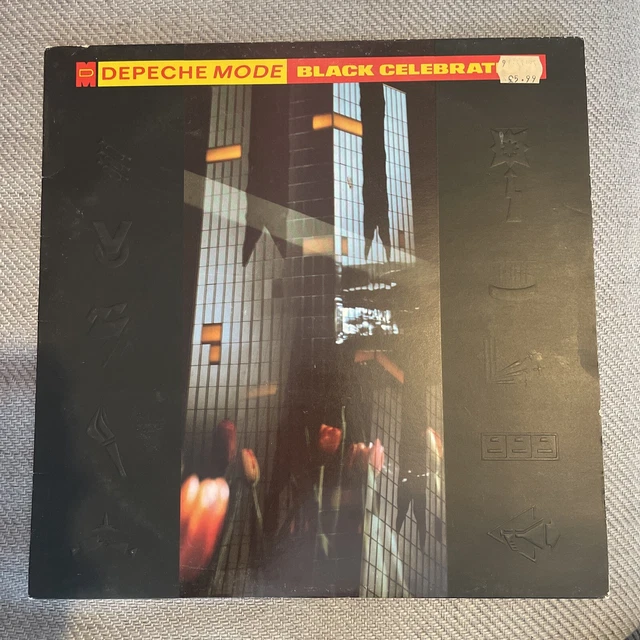 DEPECHE MODE BLACK CELEBRAT
£5.99